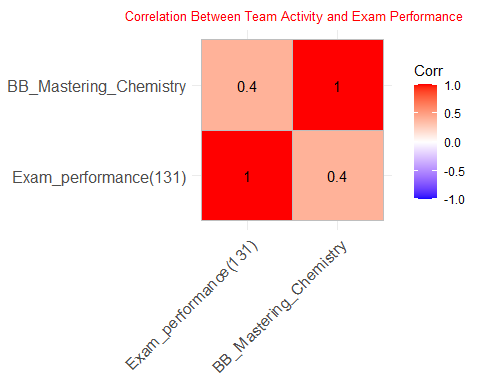 Correlation Between Team Activity and Exam Performance
BB_Mastering_Chemistry
0.4
1
Exam_performance(131)
1
0.4
Exam_performance(131)
BB_Mastering_Chemistry
Corr
1.0
0.5
0.0
-0.5
-1.0